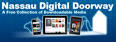 Nassau Digital Doorway
A Free Collection of Downloadable Media